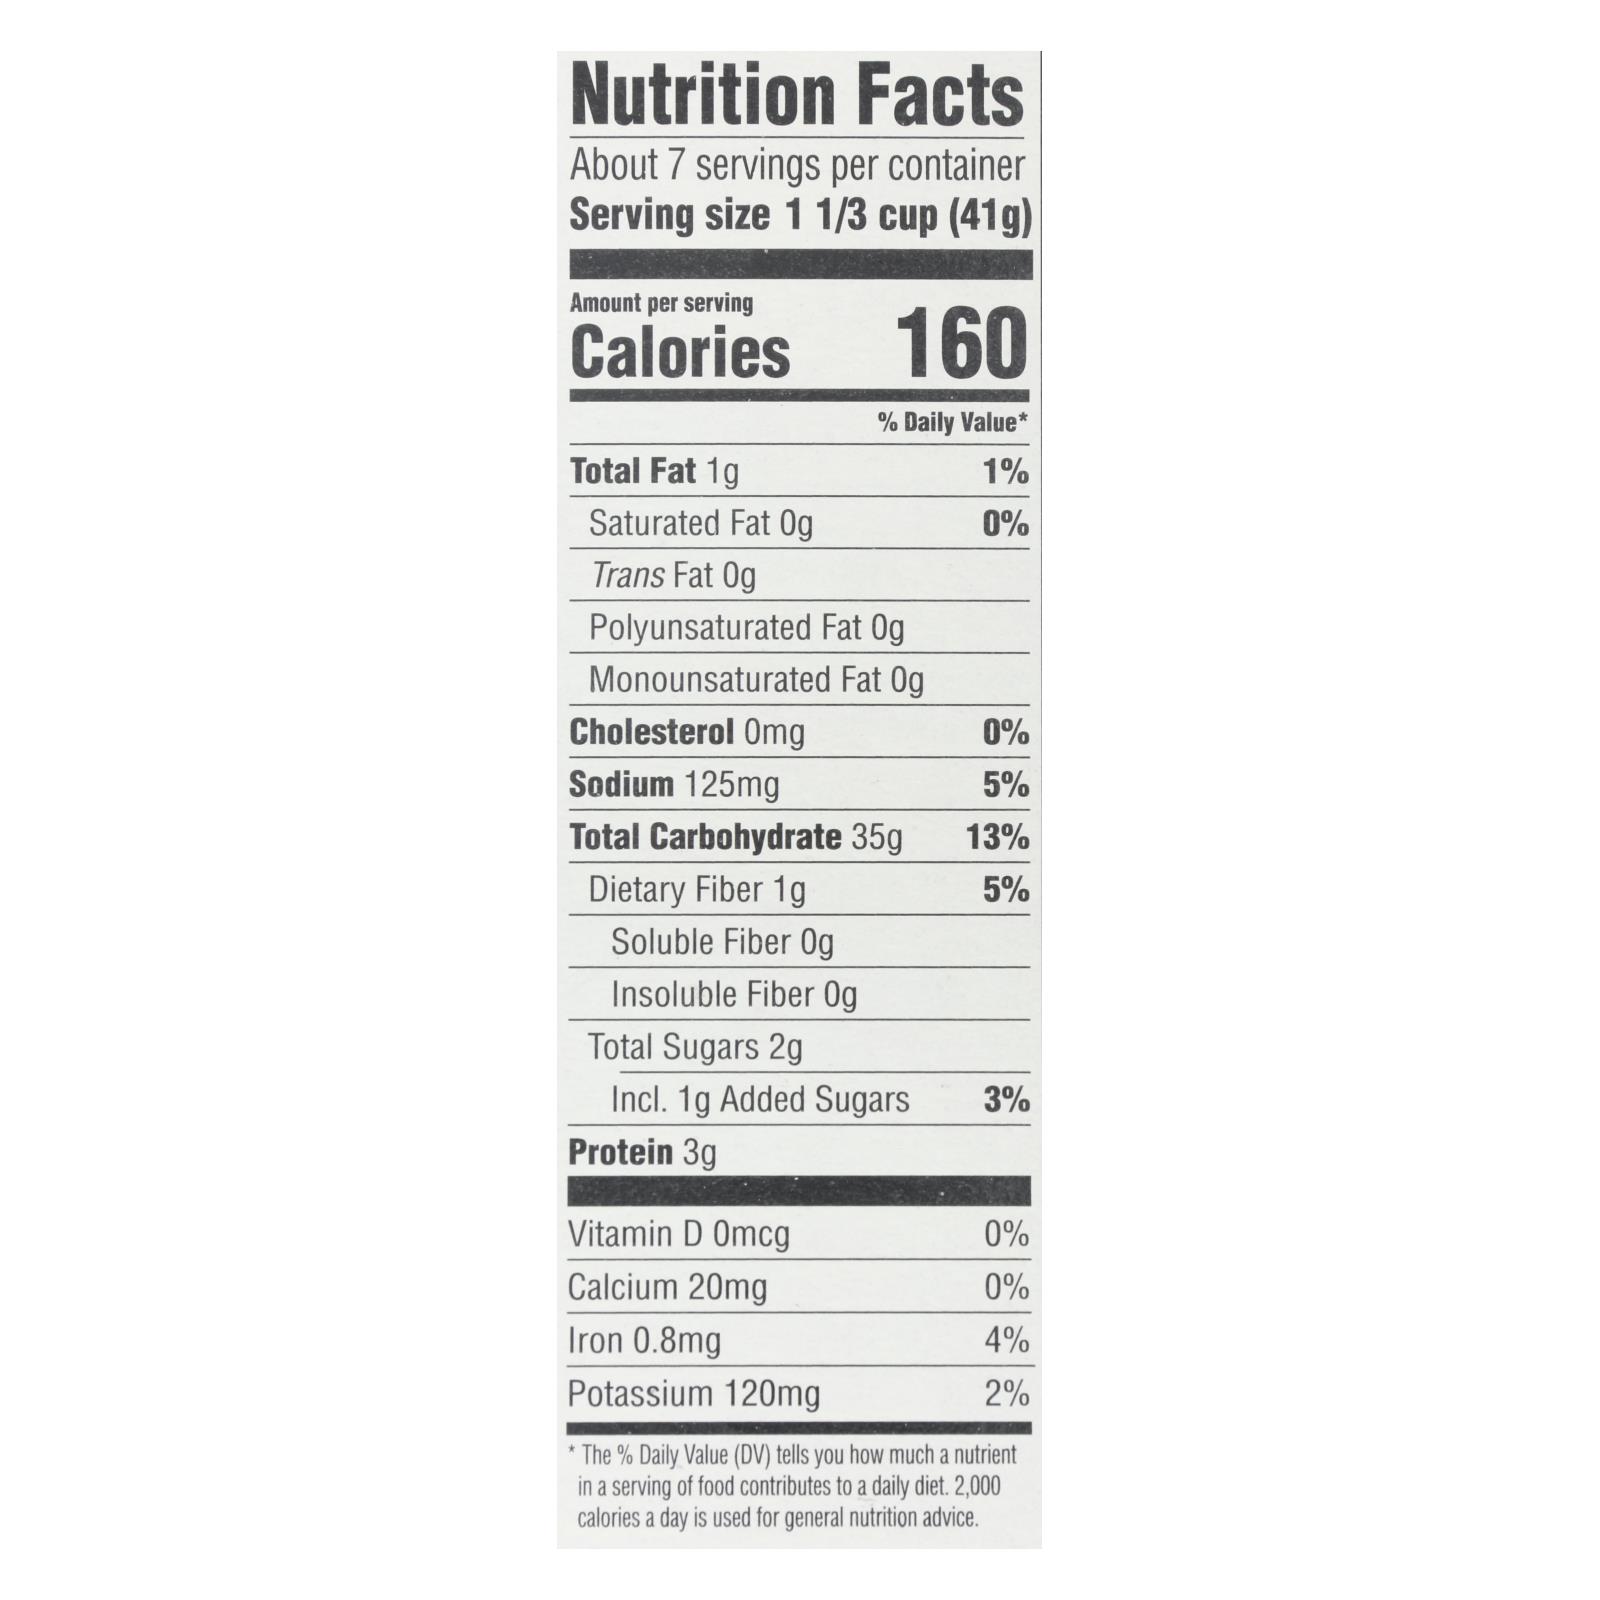 Nutrition Facts
About 7 servings per container
Serving size 1 1/3 cup (41g)
Amount per serving
Calories 160
% Daily Value*
Total Fat 1g 1%
Saturated Fat 0g 0%
Trans Fat 0g
Polyunsaturated Fat 0g
Monounsaturated Fat 0g
Cholesterol 0mg 0%
Sodium 125mg 5%
Total Carbohydrate 35g 13%
Dietary Fiber 1g 5%
Soluble Fiber 0g
Insoluble Fiber 0g
Total Sugars 2g
Incl. 1g Added Sugars 3%
Protein 3g
Vitamin D 0mcg 0%
Calcium 20mg 0%
Iron 0.8mg 4%
Potassium 120mg 2%
* The % Daily Value (DV) tells you how much a nutrient
in a serving of food contributes to a daily diet. 2,000
calories a day is used for general nutrition advice.